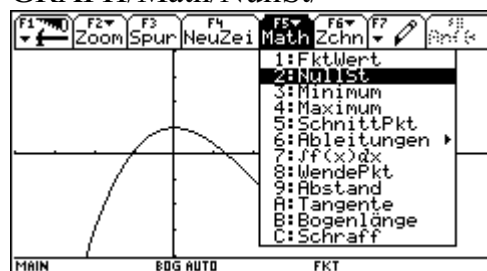 GRAPH/Math/NullSt/
F1 F2 Zoom F3 Spur F4 NeuZei F5 Math F6 Zchn F7
1:FktWert
2:NullSt
3:Minimum
4:Maximum
5:SchnittPkt
6:Ableitungen
7:∫f(x)dx
8:WendePkt
9:Abstand
A:Tangente
B:Bogenlänge
C:Schraff
MAIN BOG AUTO FKT